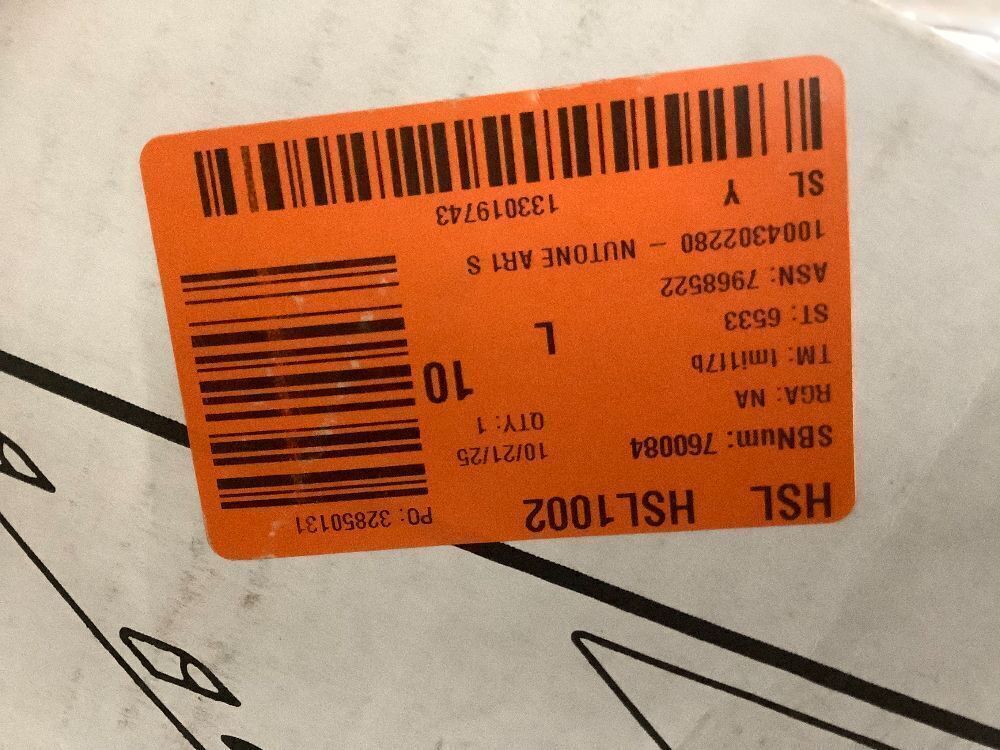 HSL HSL1002 PO: 32850131
SBNum: 760084 10/21/25
RGA: NA QTY: 1
TM: tmi1f7b 10
ST: 6533 L
ASN: 7968522
1004302280 - NUTONE AR1 S
SL Y 133019743